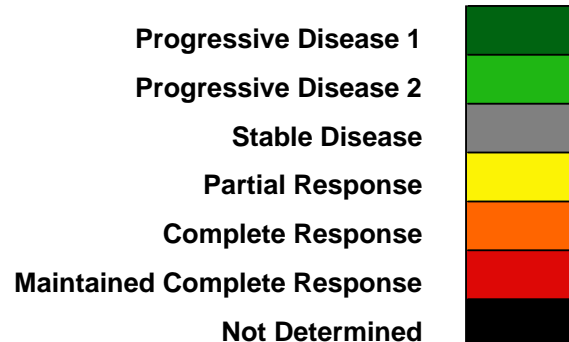 Progressive Disease 1
Progressive Disease 2
Stable Disease
Partial Response
Complete Response
Maintained Complete Response
Not Determined